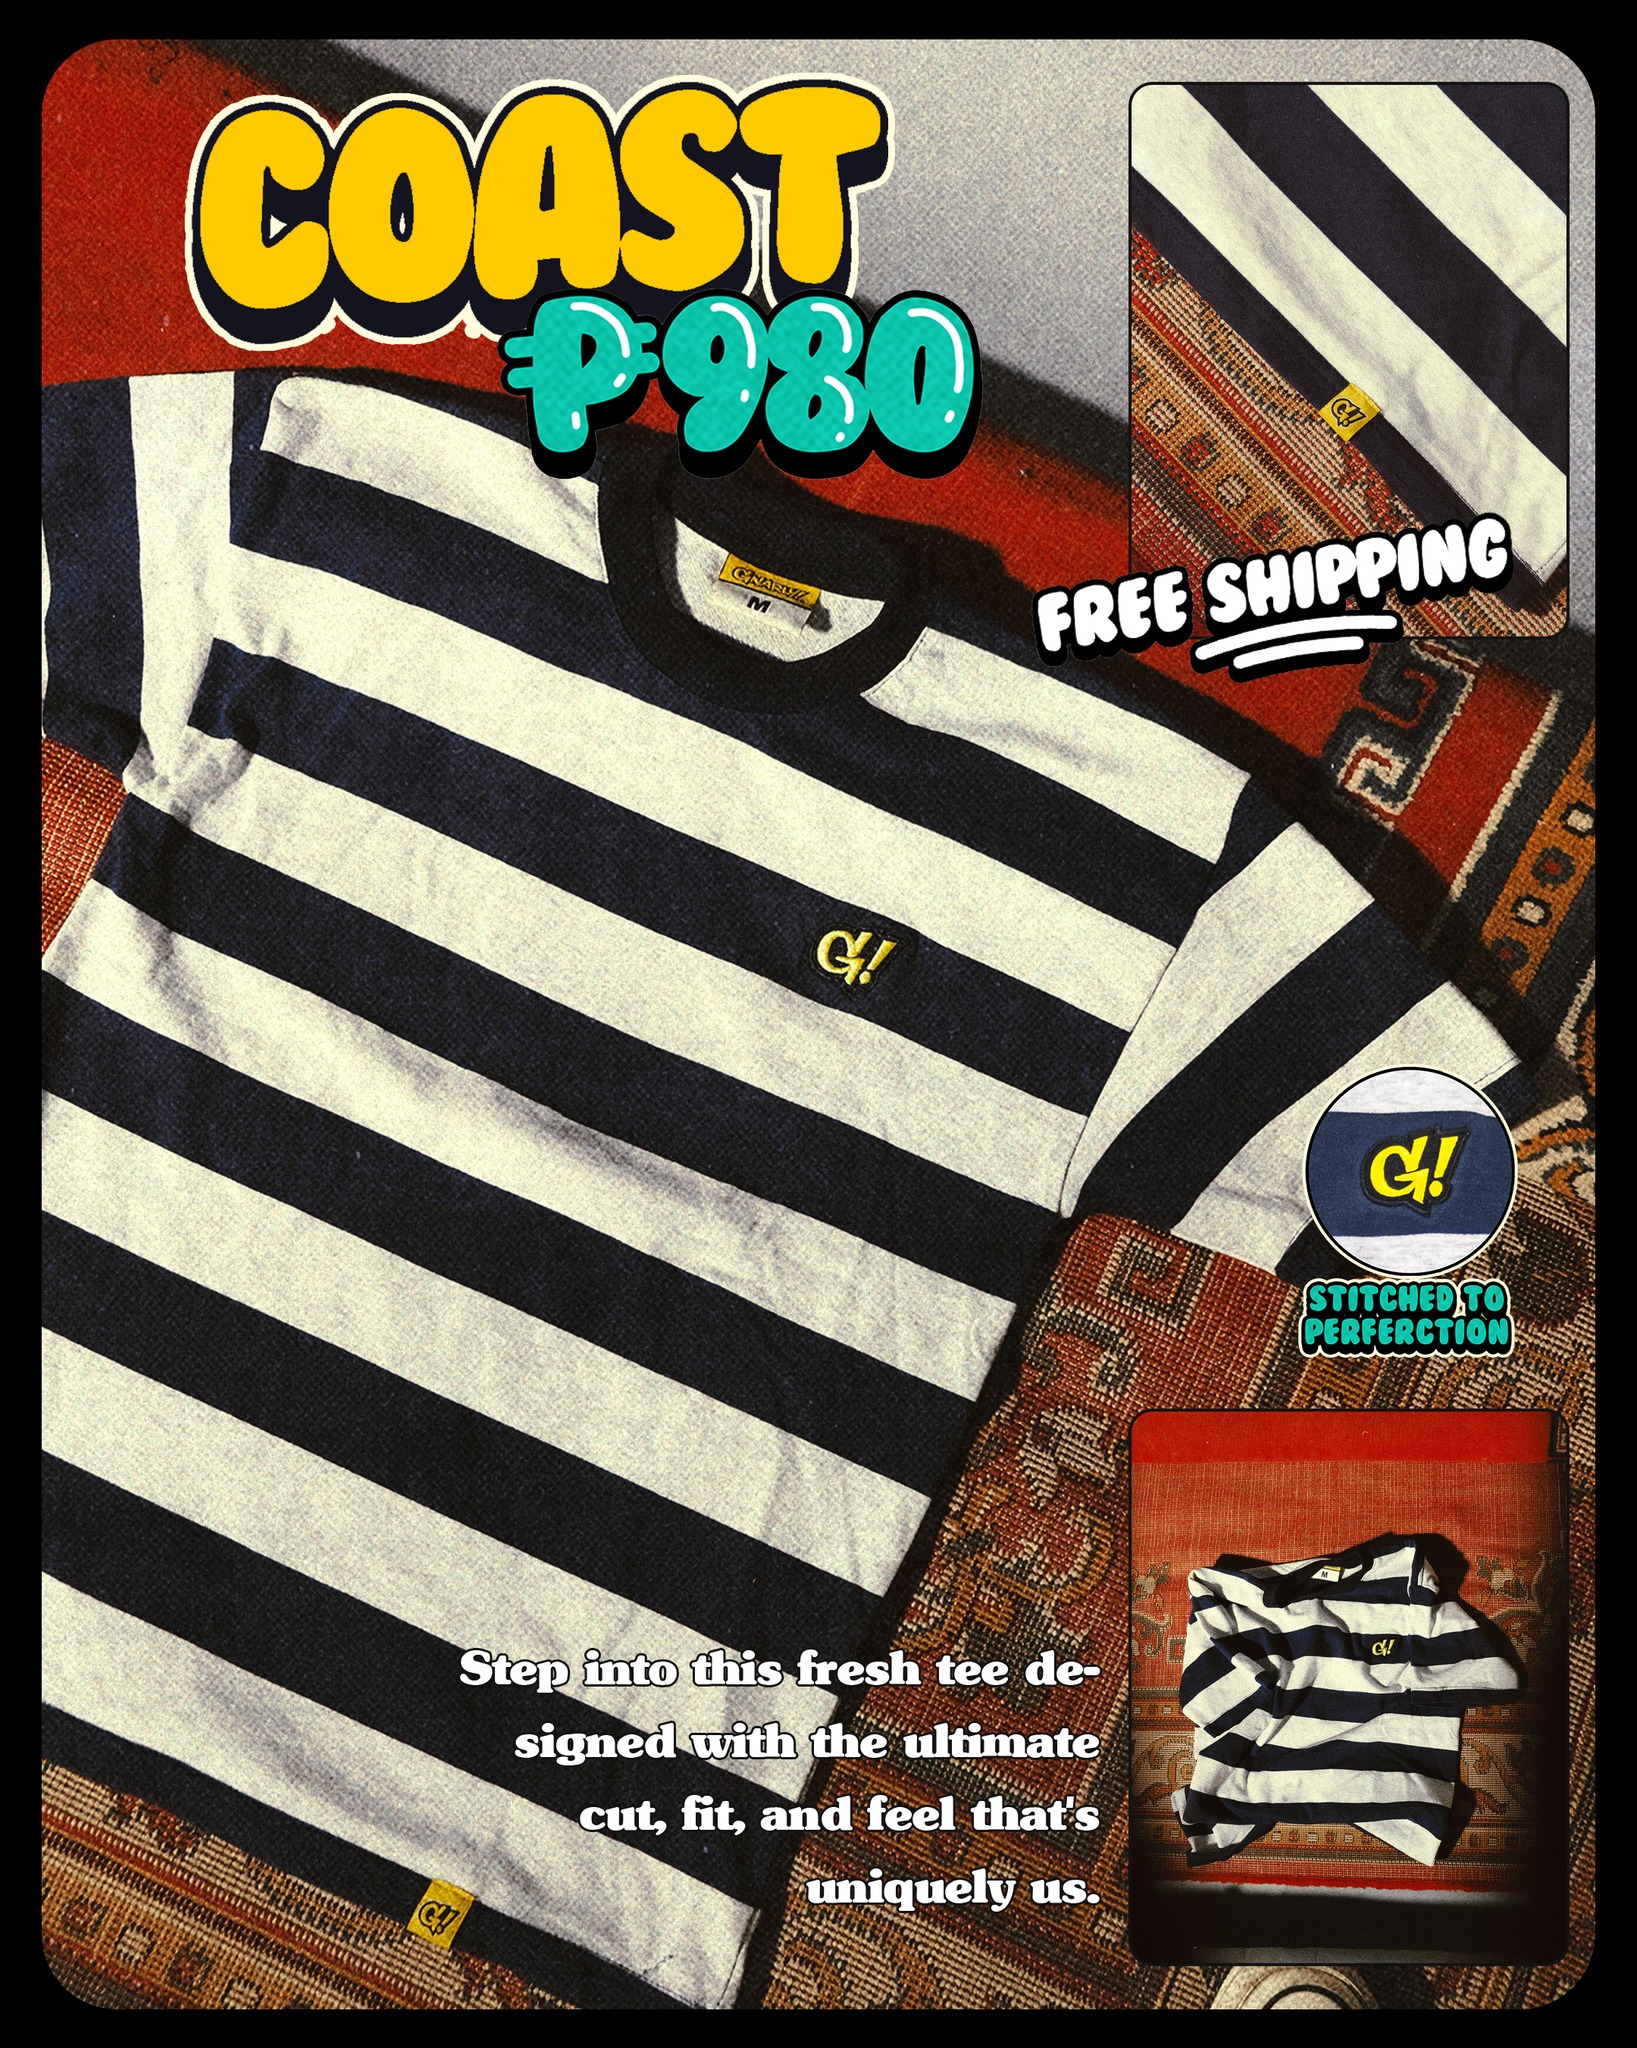 COAST
₱980
FREE SHIPPING
GNARLY!
M
G!
G!
G!
STITCHED TO
PERFERCTION
M
G!
Step into this fresh tee de-
signed with the ultimate
cut, fit, and feel that's
uniquely us.
G!